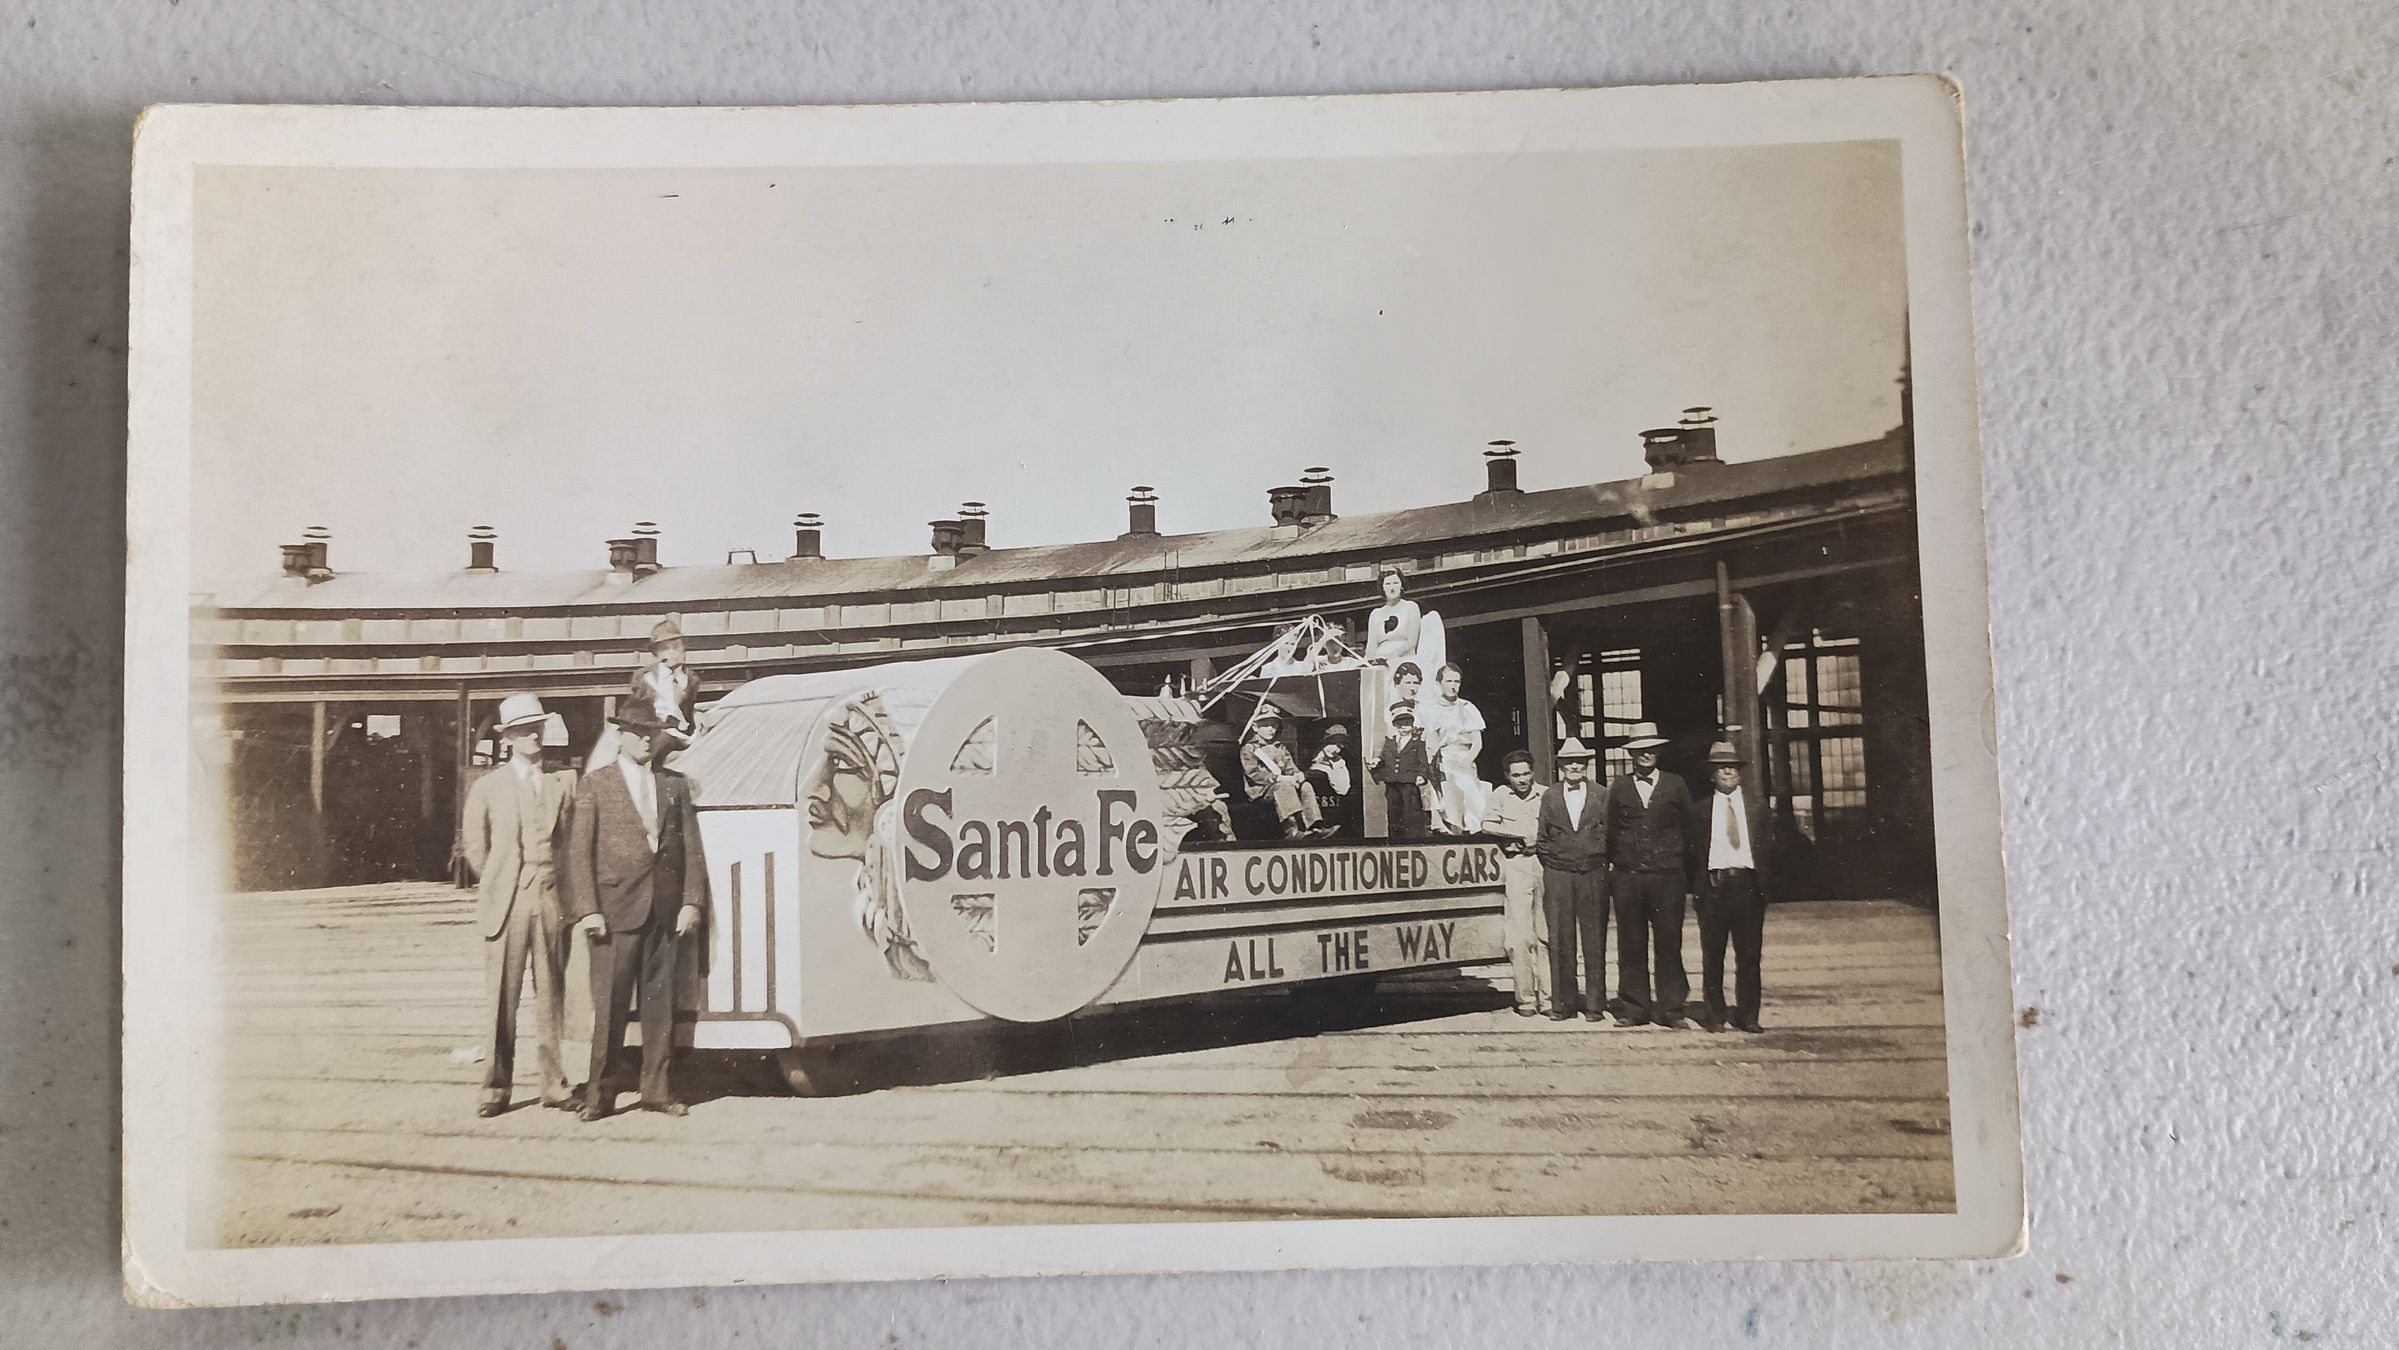 Santa Fe
AIR CONDITIONED CARS
ALL THE WAY